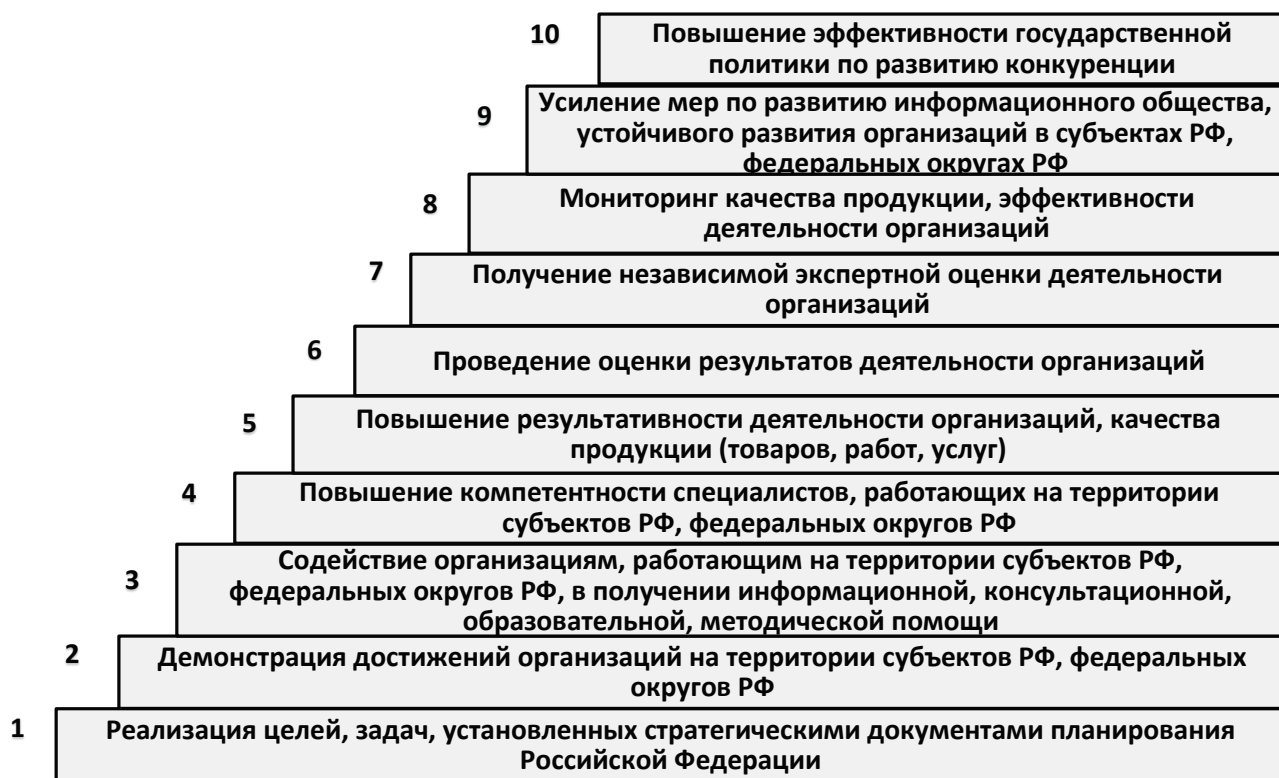 10 Повышение эффективности государственной
политики по развитию конкуренции
9 Усиление мер по развитию информационного общества,
устойчивого развития организаций в субъектах РФ,
федеральных округах РФ
8 Мониторинг качества продукции, эффективности
деятельности организаций
7 Получение независимой экспертной оценки деятельности
организаций
6 Проведение оценки результатов деятельности организаций
5 Повышение результативности деятельности организаций, качества
продукции (товаров, работ, услуг)
4 Повышение компетентности специалистов, работающих на территории
субъектов РФ, федеральных округов РФ
3 Содействие организациям, работающим на территории субъектов РФ,
федеральных округов РФ, в получении информационной, консультационной,
образовательной, методической помощи
2 Демонстрация достижений организаций на территории субъектов РФ, федеральных
округов РФ
1 Реализация целей, задач, установленных стратегическими документами планирования
Российской Федерации